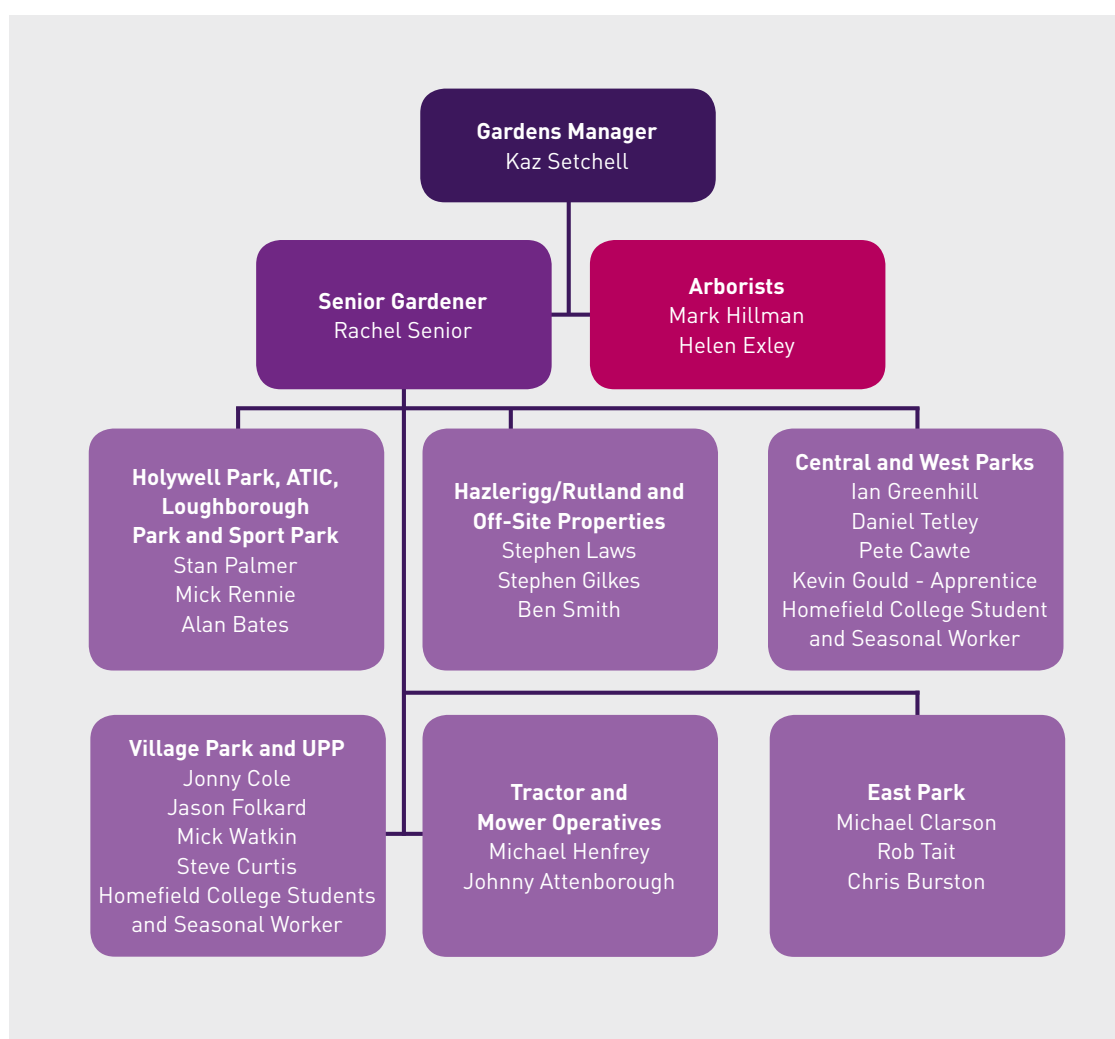 Gardens Manager
Kaz Setchell
Senior Gardener
Rachel Senior
Arborists
Mark Hillman
Helen Exley
Holywell Park, ATIC,
Loughborough
Park and Sport Park
Stan Palmer
Mick Rennie
Alan Bates
Hazlerigg/Rutland and
Off-Site Properties
Stephen Laws
Stephen Gilkes
Ben Smith
Central and West Parks
Ian Greenhill
Daniel Tetley
Pete Cawte
Kevin Gould - Apprentice
Homefield College Student
and Seasonal Worker
Village Park and UPP
Jonny Cole
Jason Folkard
Mick Watkin
Steve Curtis
Homefield College Students
and Seasonal Worker
Tractor and
Mower Operatives
Michael Henfrey
Johnny Attenborough
East Park
Michael Clarson
Rob Tait
Chris Burston